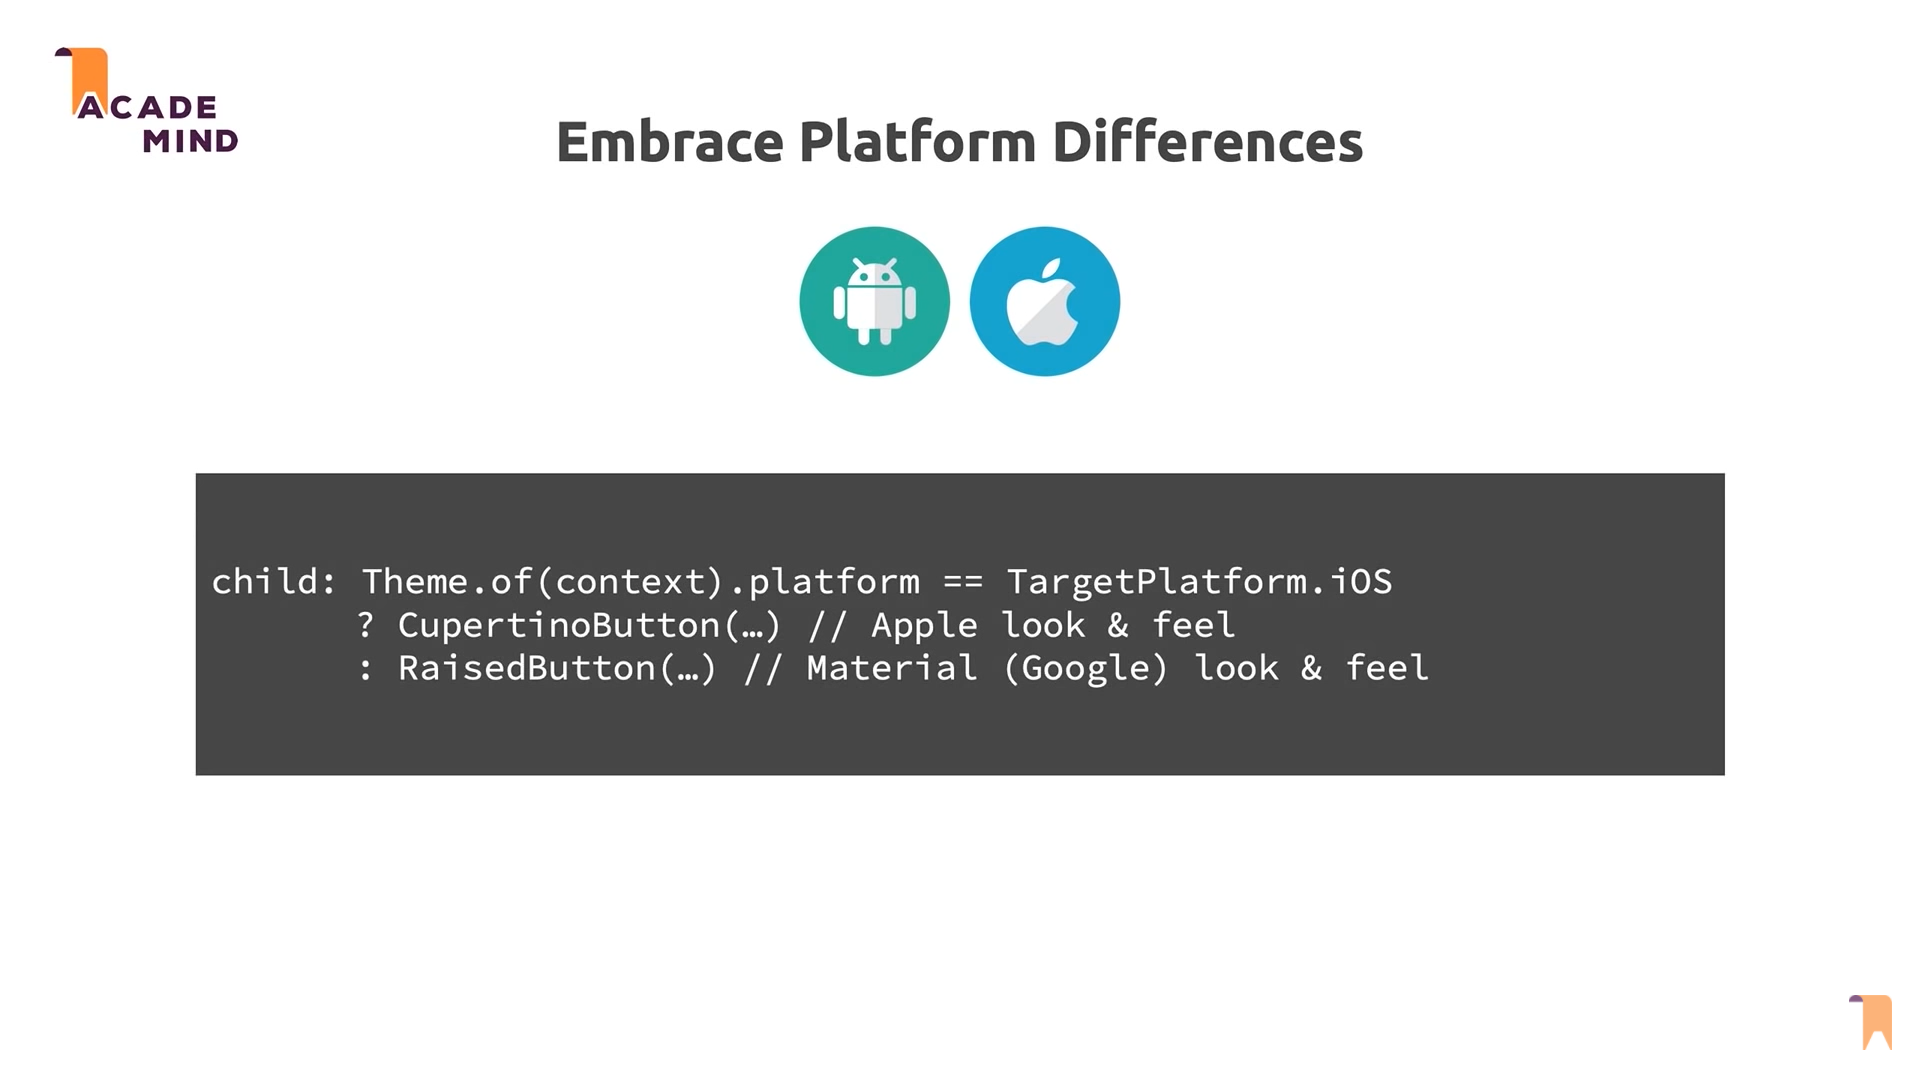 ACADE
MIND
Embrace Platform Differences
child: Theme.of(context).platform == TargetPlatform.iOS
? CupertinoButton(…) // Apple look & feel
: RaisedButton(…) // Material (Google) look & feel